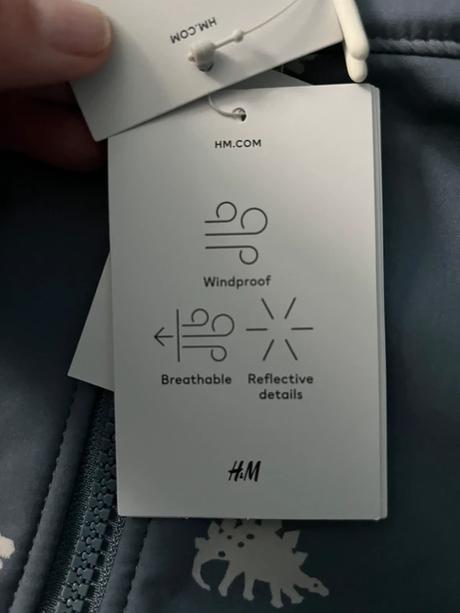 HM.COM
HM.COM
Windproof
Breathable
Reflective
details
H&M